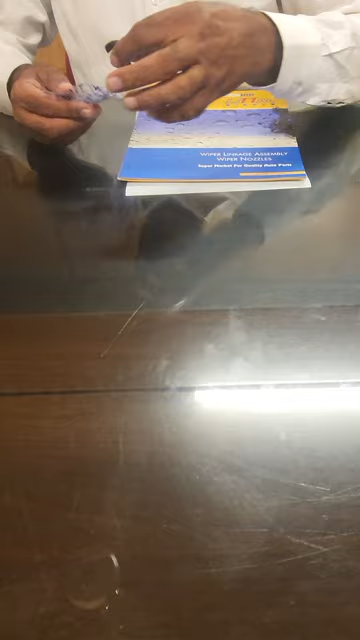 WIPER LINKAGE ASSEMBLY
WIPER NOZZLES
Super Market For Quality Auto Parts